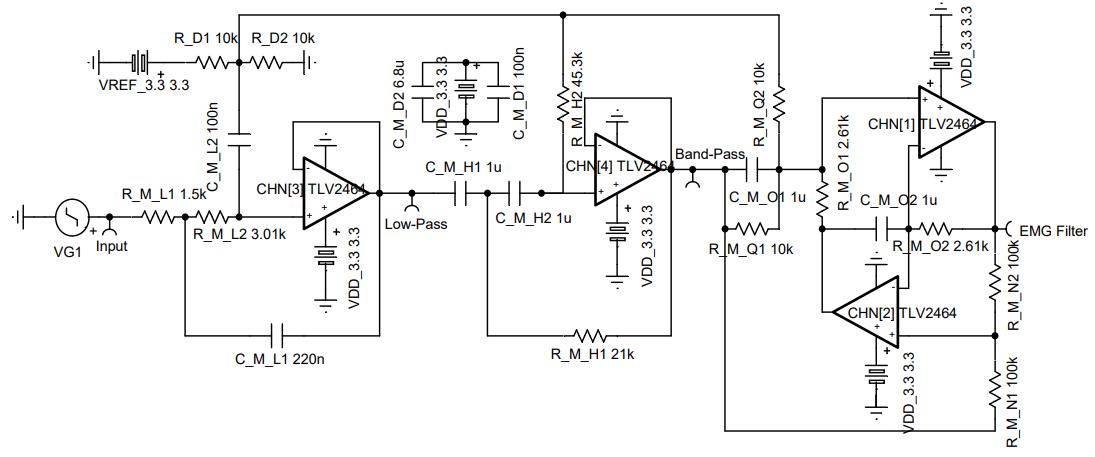 R_D1 10k
R_D2 10k
VREF_3.3 3.3
+
C_M_L2 100n
R_M_L1 1.5k
R_M_L2 3.01k
VG1
+
Input
CHN[3] TLV2464
-
+
+
+
VDD_3.3 3.3
C_M_L1 220n
Low-Pass
C_M_D2 6.8u
VDD_3.3 3.3
+
C_M_D1 100n
C_M_H1 1u
C_M_H2 1u
R_M_H2 45.3k
CHN[4] TLV2464
-
+
+
+
VDD_3.3 3.3
R_M_H1 21k
Band-Pass
R_M_Q2 10k
C_M_O1 1u
R_M_Q1 10k
R_M_O1 2.61k
VDD_3.3 3.3
+
CHN[1] TLV2464
+
+
-
C_M_O2 1u
R_M_O2 2.61k
EMG Filter
CHN[2] TLV2464
-
+
+
+
VDD_3.3 3.3
R_M_N2 100k
R_M_N1 100k